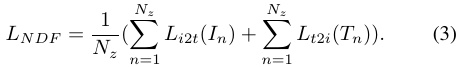 L_{NDF} = \frac{1}{N_z} (\sum_{n=1}^{N_z} L_{i2t}(I_n) + \sum_{n=1}^{N_z} L_{t2i}(T_n)). (3)